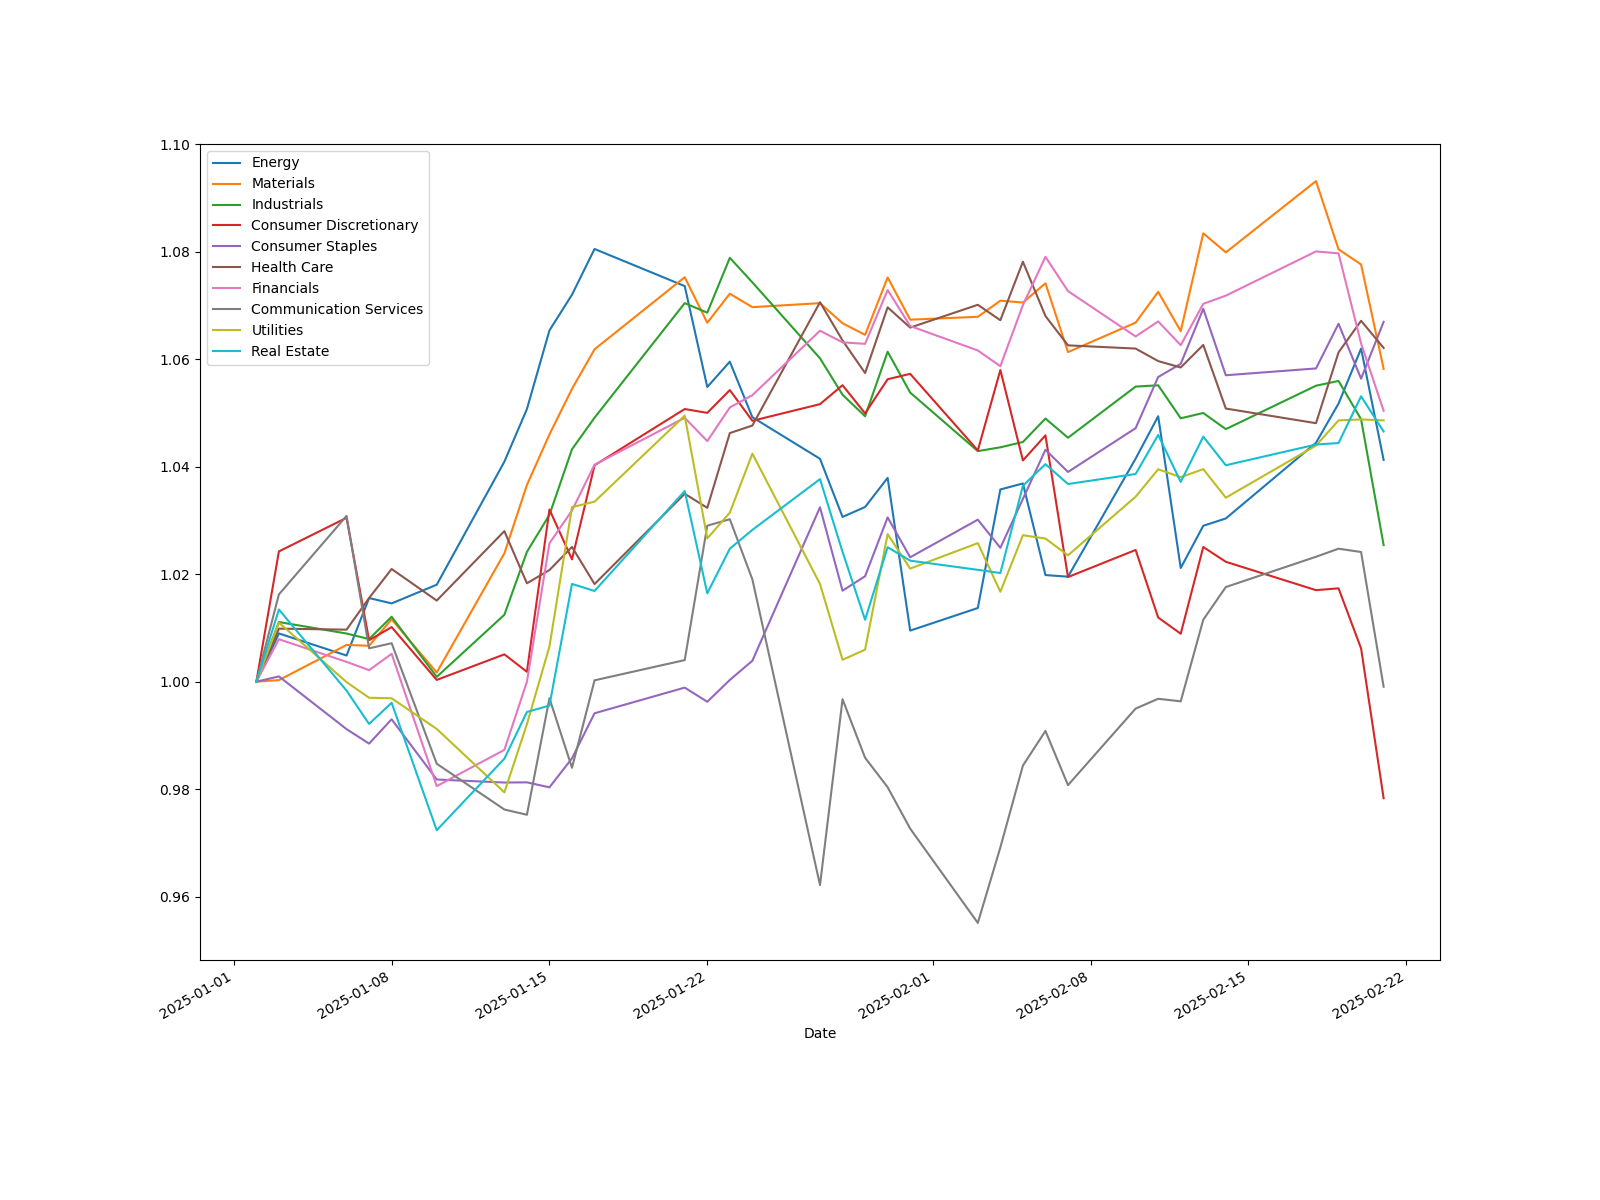 1.10
1.08
1.06
1.04
1.02
1.00
0.98
0.96
Energy
Materials
Industrials
Consumer Discretionary
Consumer Staples
Health Care
Financials
Communication Services
Utilities
Real Estate
2025-01-01
2025-01-08
2025-01-15
2025-01-22
2025-02-01
2025-02-08
2025-02-15
2025-02-22
Date